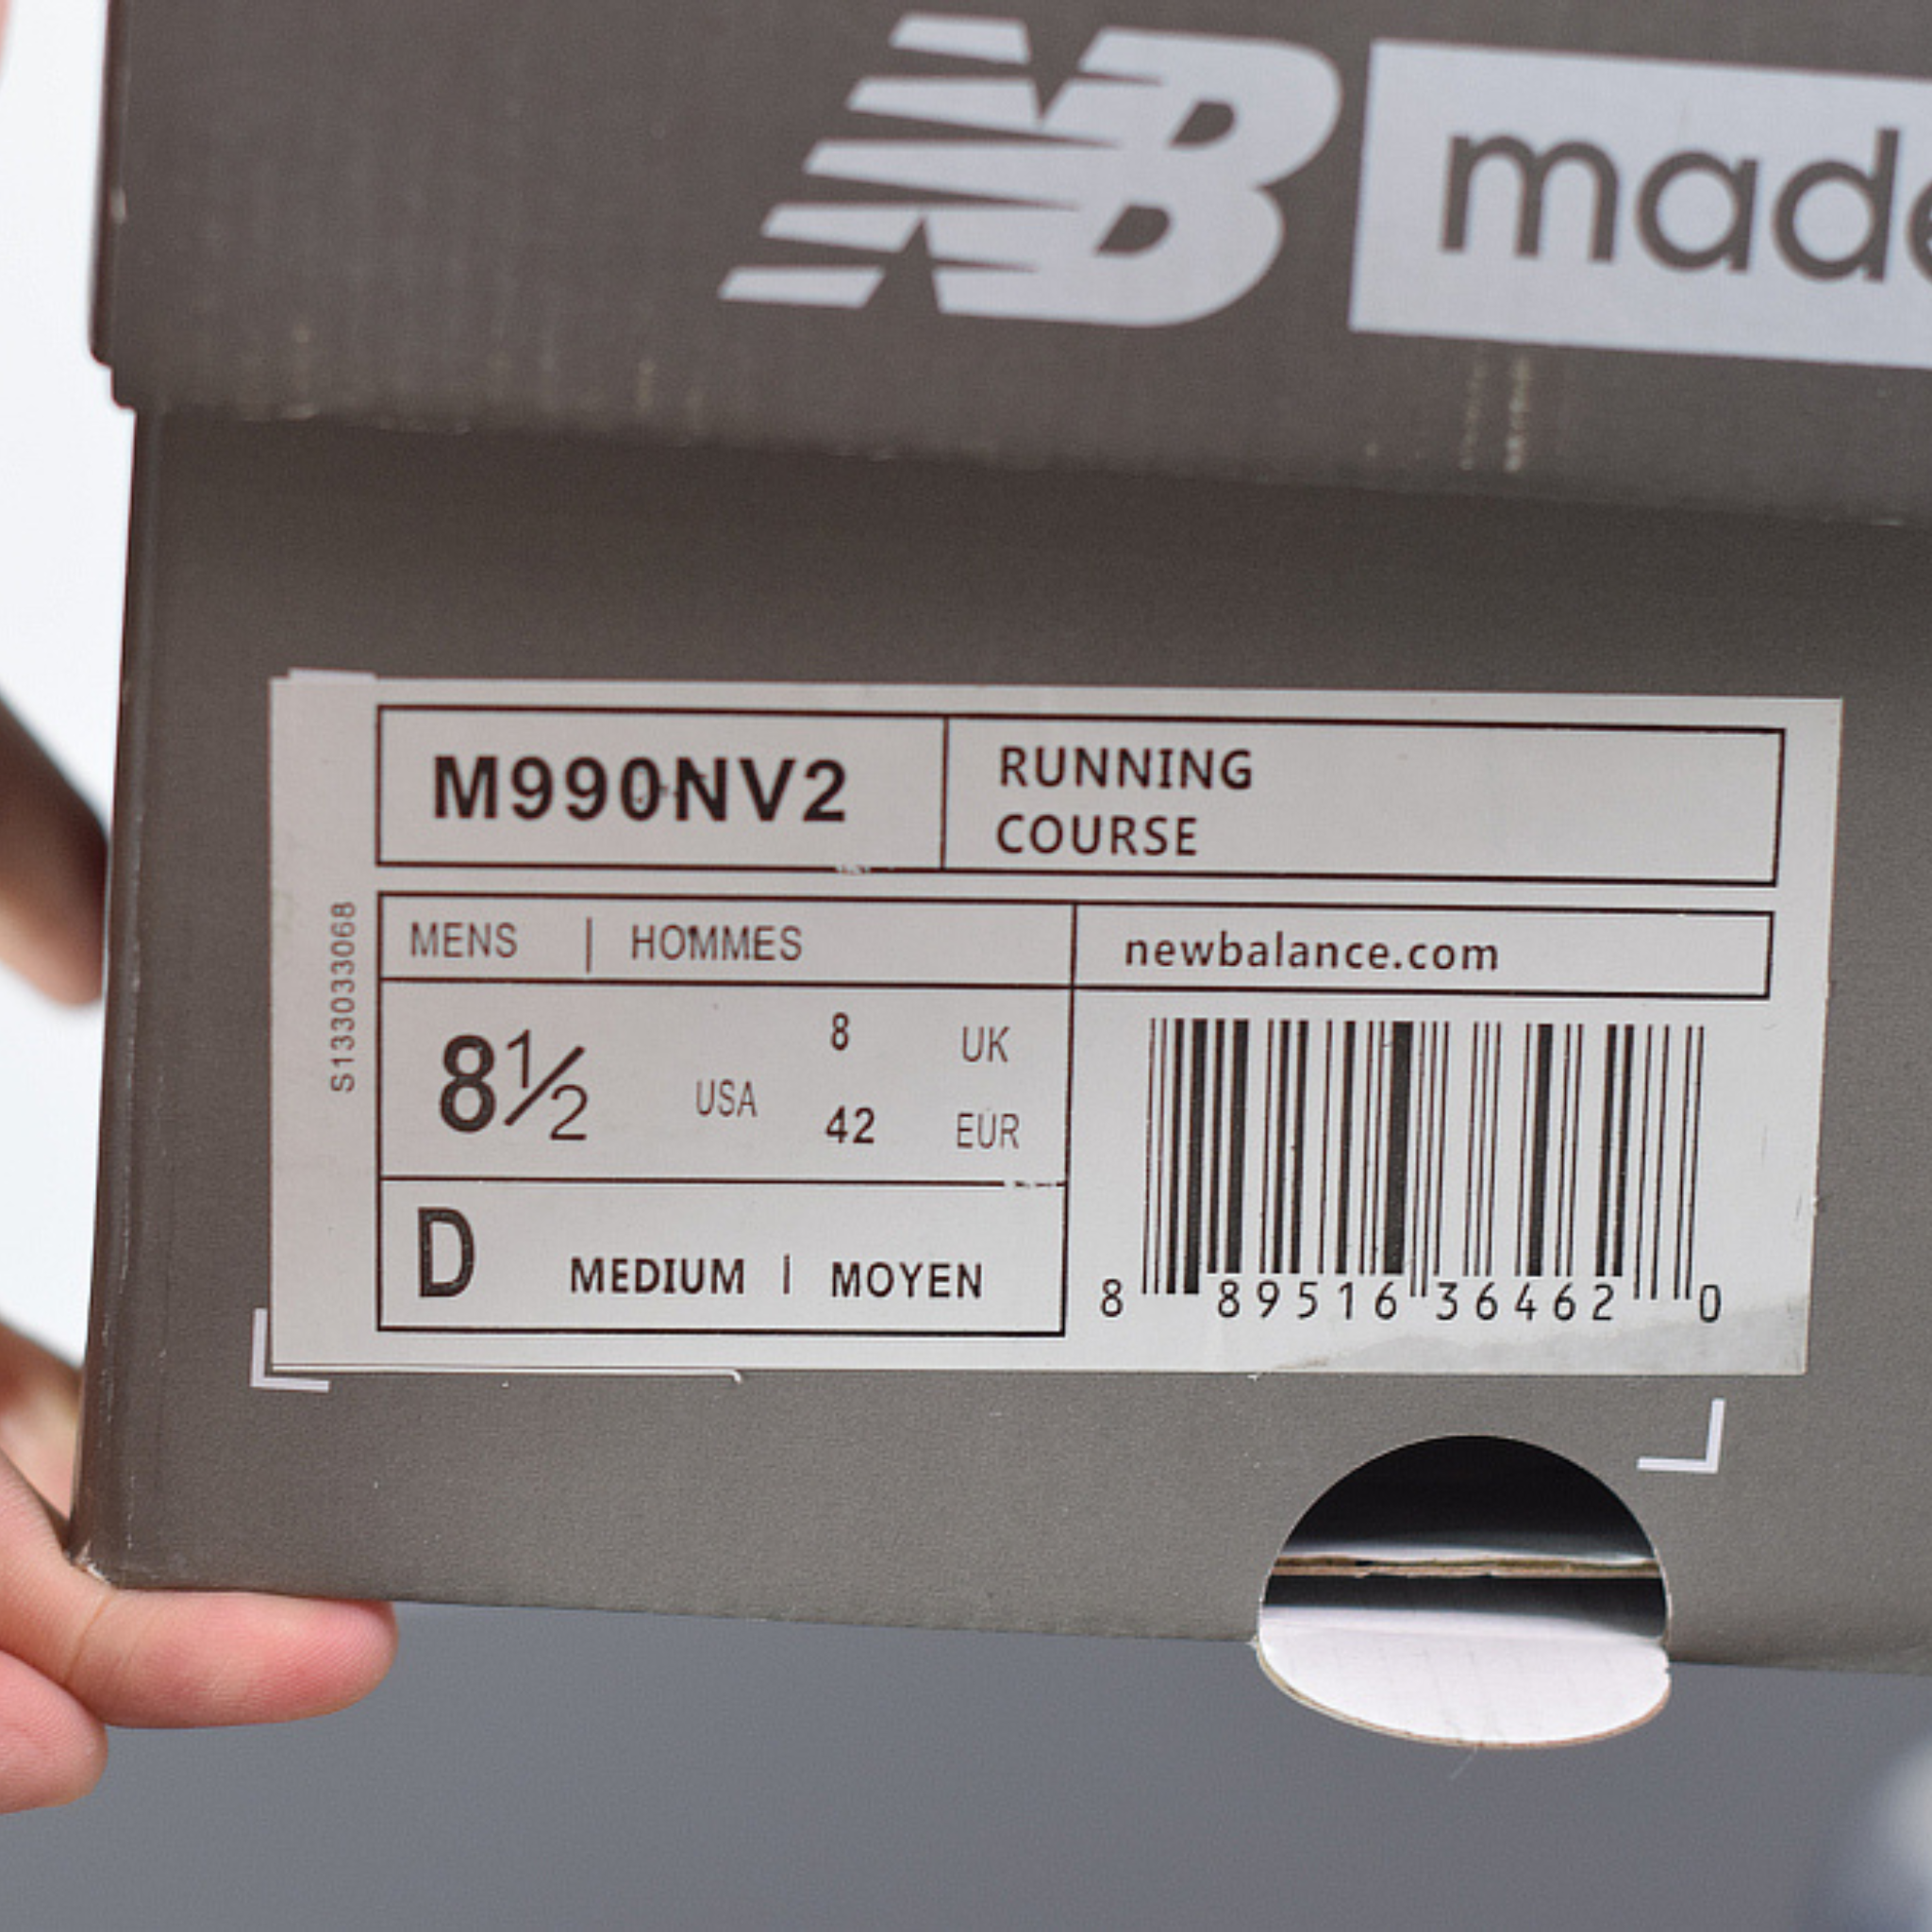 NB made
M990NV2
RUNNING
COURSE
S133033068
MENS | HOMMES
newbalance.com
8½ USA
8 UK
42 EUR
D MEDIUM | MOYEN
8 89516 36462 0